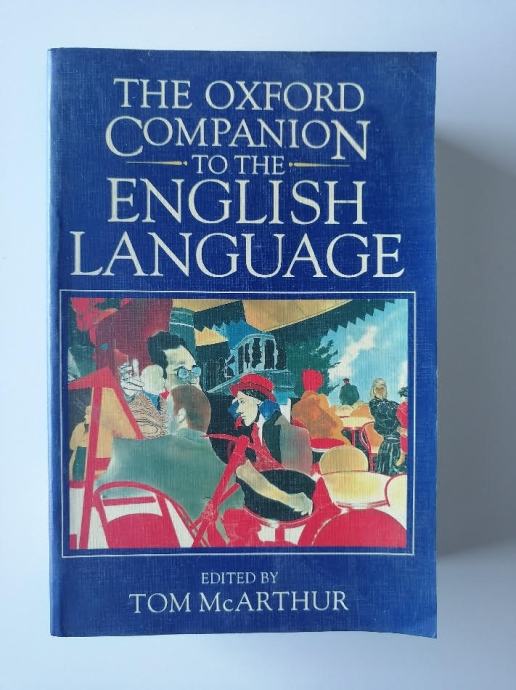 THE OXFORD
COMPANION
TO THE
ENGLISH
LANGUAGE
EDITED BY
TOM McARTHUR